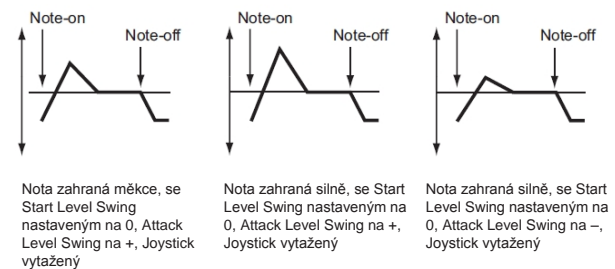 Note-on
Note-off
Note-on
Note-off
Note-on
Note-off
Nota zahraná měkce, se
Start Level Swing
nastaveným na 0, Attack
Level Swing na +, Joystick
vytažený
Nota zahraná silně, se Start
Level Swing nastaveným na
0, Attack Level Swing na +,
Joystick vytažený
Nota zahraná silně, se Start
Level Swing nastaveným na
0, Attack Level Swing na –,
Joystick vytažený